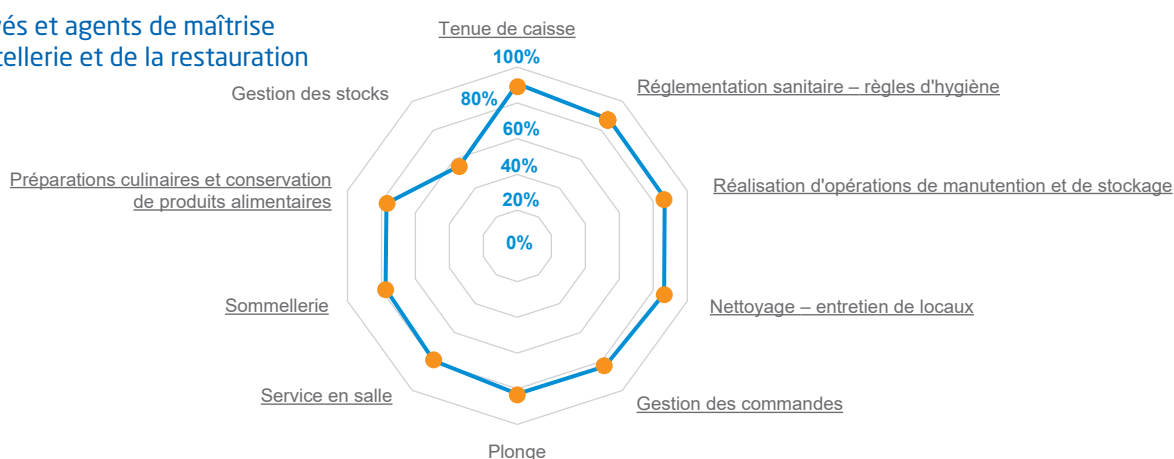 és et agents de maîtrise
tellerie et de la restauration
Tenue de caisse
100%
Réglementation sanitaire – règles d'hygiène
Gestion des stocks
80%
60%
Préparations culinaires et conservation
de produits alimentaires
40%
Réalisation d'opérations de manutention et de stockage
20%
0%
Sommellerie
Nettoyage – entretien de locaux
Service en salle
Gestion des commandes
Plonge